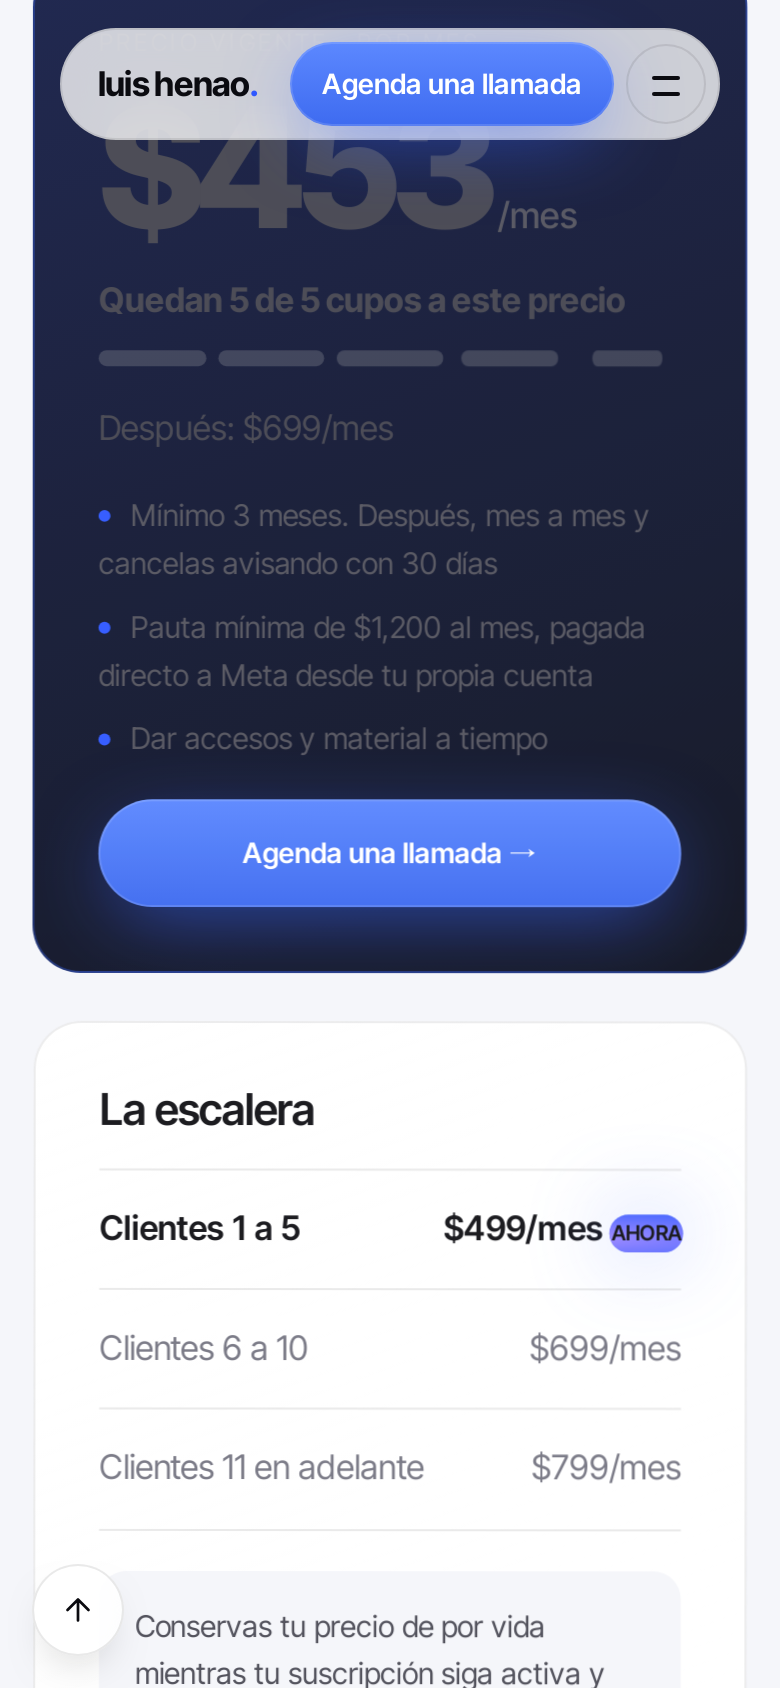 luis henao.
Agenda una llamada
$453/mes
Quedan 5 de 5 cupos a este precio
Después: $699/mes
Mínimo 3 meses. Después, mes a mes y
cancelas avisando con 30 días
Pauta mínima de $1,200 al mes, pagada
directo a Meta desde tu propia cuenta
Dar accesos y material a tiempo
Agenda una llamada →
La escalera
Clientes 1 a 5 $499/mes AHORA
Clientes 6 a 10 $699/mes
Clientes 11 en adelante $799/mes
Conservas tu precio de por vida
mientras tu suscripción siga activa y